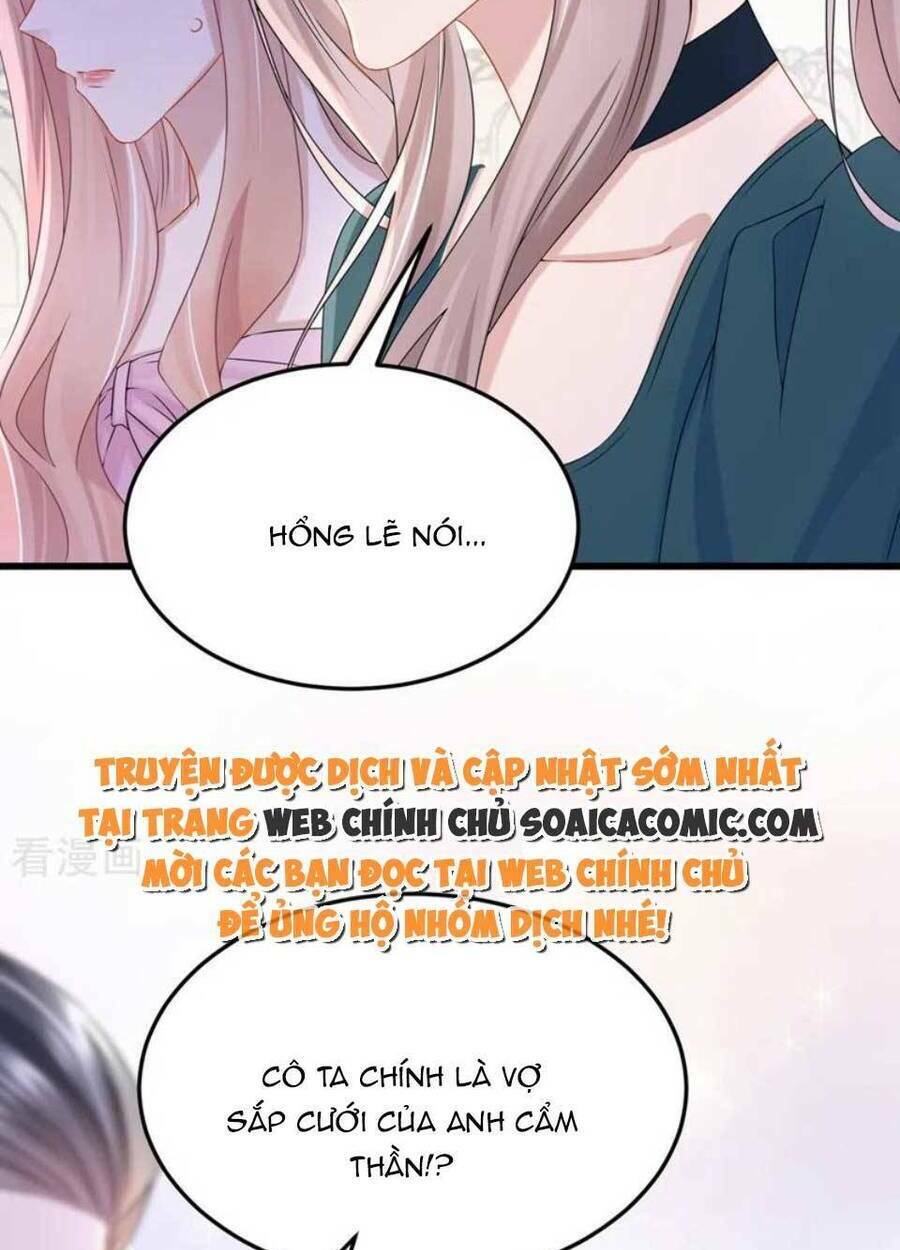 HỔNG LẼ NÓI...
TRUYỆN ĐƯỢC DỊCH VÀ CẬP NHẬT SỚM NHẤT
TẠI TRANG WEB CHÍNH CHỦ SOAICACOMIC.COM
看漫画
MỜI CÁC BẠN ĐỌC TẠI WEB CHÍNH CHỦ
ĐỂ ỦNG HỘ NHÓM DỊCH NHÉ!
CÔ TA CHÍNH LÀ VỢ
SẮP CƯỚI CỦA ANH CẨM
THẦN!?